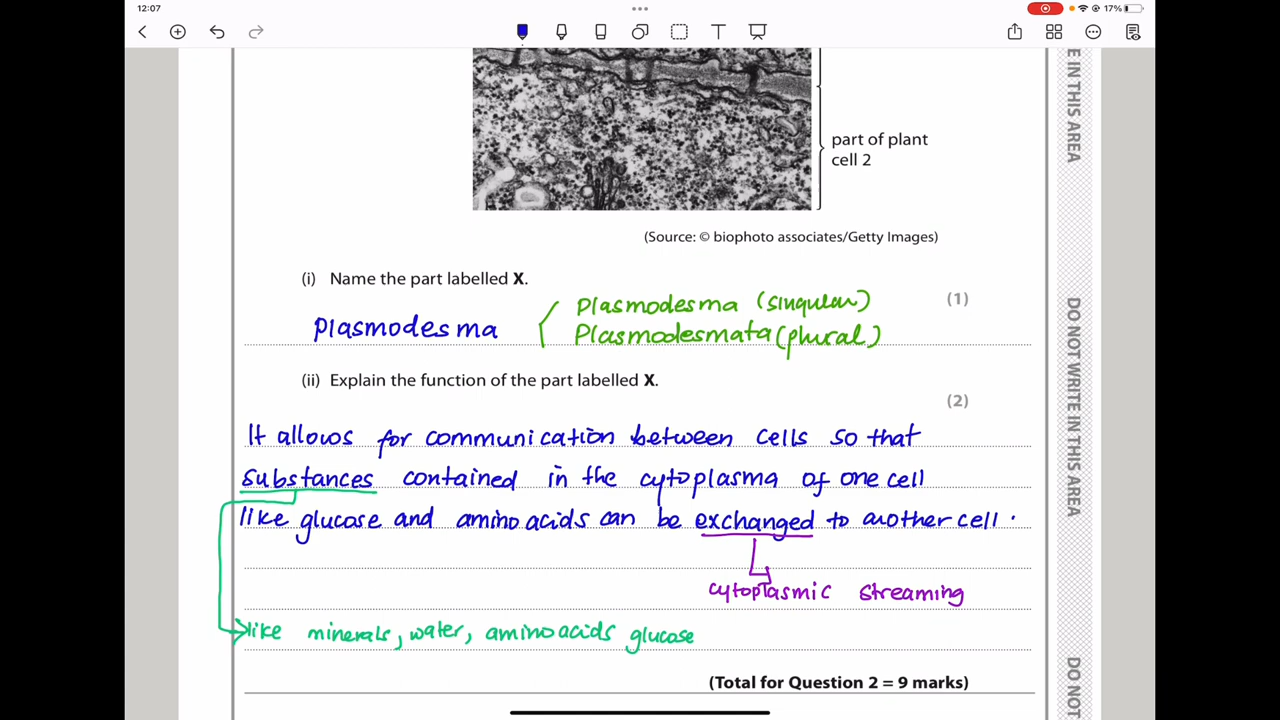 12:07
17%
T
part of plant
cell 2
(Source: © biophoto associates/Getty Images)
(i) Name the part labelled X.
(1)
Plasmodesma
Plasmodesma (singular)
Plasmodesmata (plural)
(ii) Explain the function of the part labelled X.
(2)
It allows for communication between cells so that
substances contained in the cytoplasma of one cell
like glucose and amino acids can be exchanged to another cell.
cytoplasmic streaming
like minerals, water, amino acids glucose
(Total for Question 2 = 9 marks)
E IN THIS AREA
DO NOT WRITE IN THIS AREA
DO NOT